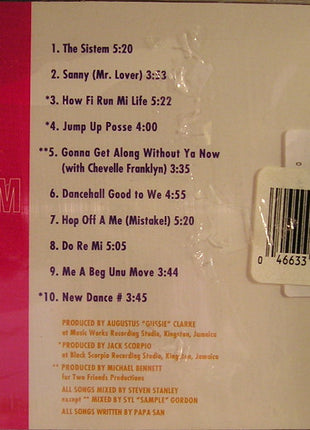 1. The Sistem 5:20
2. Sanny (Mr. Lover) 3:53
*3. How Fi Run Mi Life 5:22
*4. Jump Up Posse 4:00
**5. Gonna Get Along Without Ya Now
(with Chevelle Franklyn) 3:35
6. Dancehall Good to We 4:55
7. Hop Off A Me (Mistake!) 5:20
8. Do Re Mi 5:05
9. Me A Beg Unu Move 3:44
*10. New Dance # 3:45
M
0 46633
PRODUCED BY AUGUSTUS "GUSSIE" CLARKE
at Music Works Recording Studio, Kingston, Jamaica
*PRODUCED BY JACK SCORPIO
at Black Scorpio Recording Studio, Kingston, Jamaica
** PRODUCED BY MICHAEL BENNETT
for Two Friends Productions
ALL SONGS MIXED BY STEVEN STANLEY
except ** MIXED BY SYL "SAMPLE" GORDON
ALL SONGS WRITTEN BY PAPA SAN